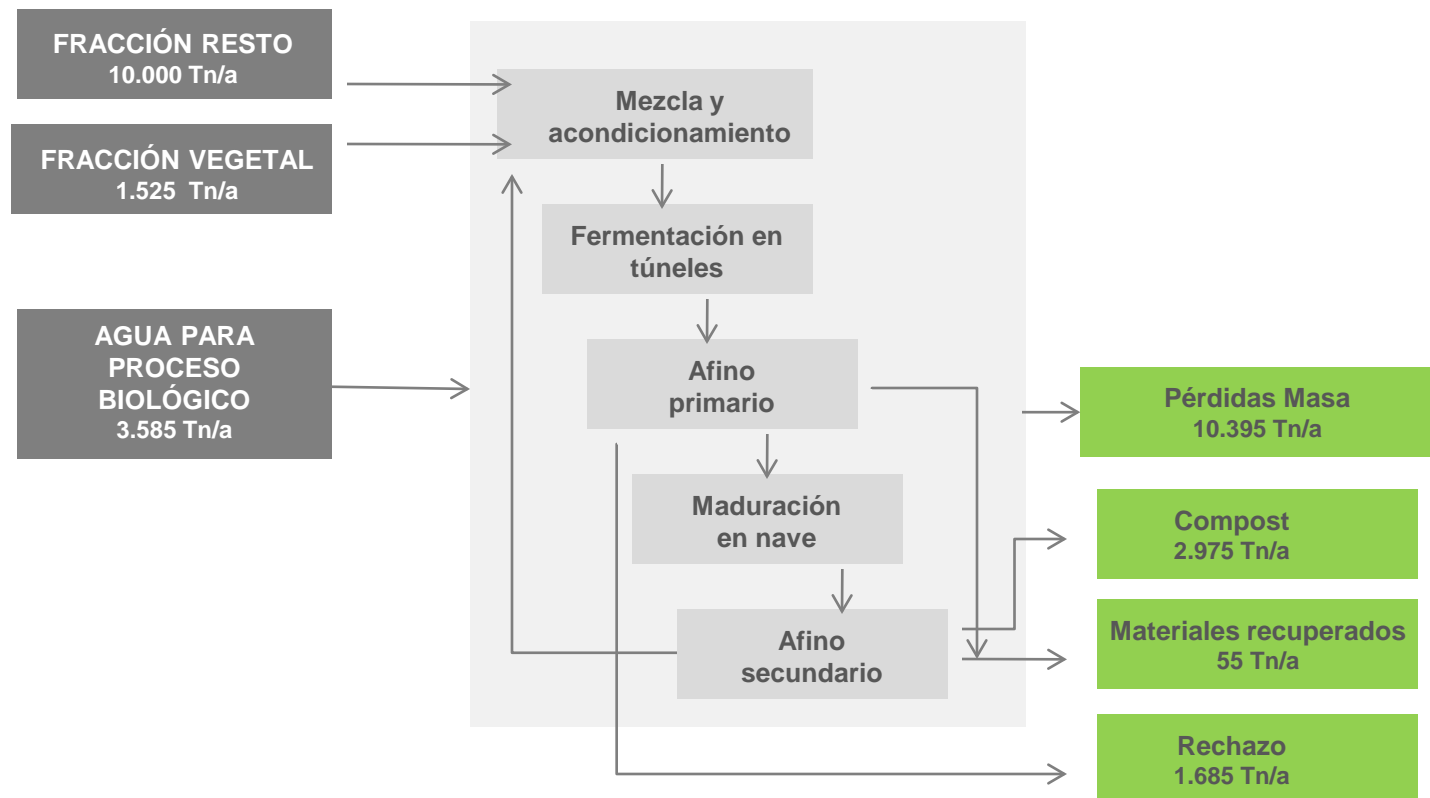 FRACCIÓN RESTO
10.000 Tn/a
FRACCIÓN VEGETAL
1.525 Tn/a
AGUA PARA
PROCESO
BIOLÓGICO
3.585 Tn/a
Mezcla y
acondicionamiento
Fermentación en
túneles
Afino
primario
Maduración
en nave
Afino
secundario
Pérdidas Masa
10.395 Tn/a
Compost
2.975 Tn/a
Materiales recuperados
55 Tn/a
Rechazo
1.685 Tn/a